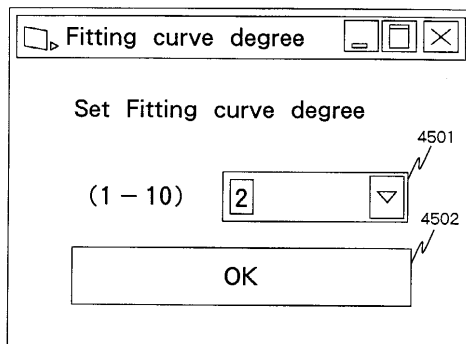 Fitting curve degree
Set Fitting curve degree
4501
(1 − 10) 2
4502
OK